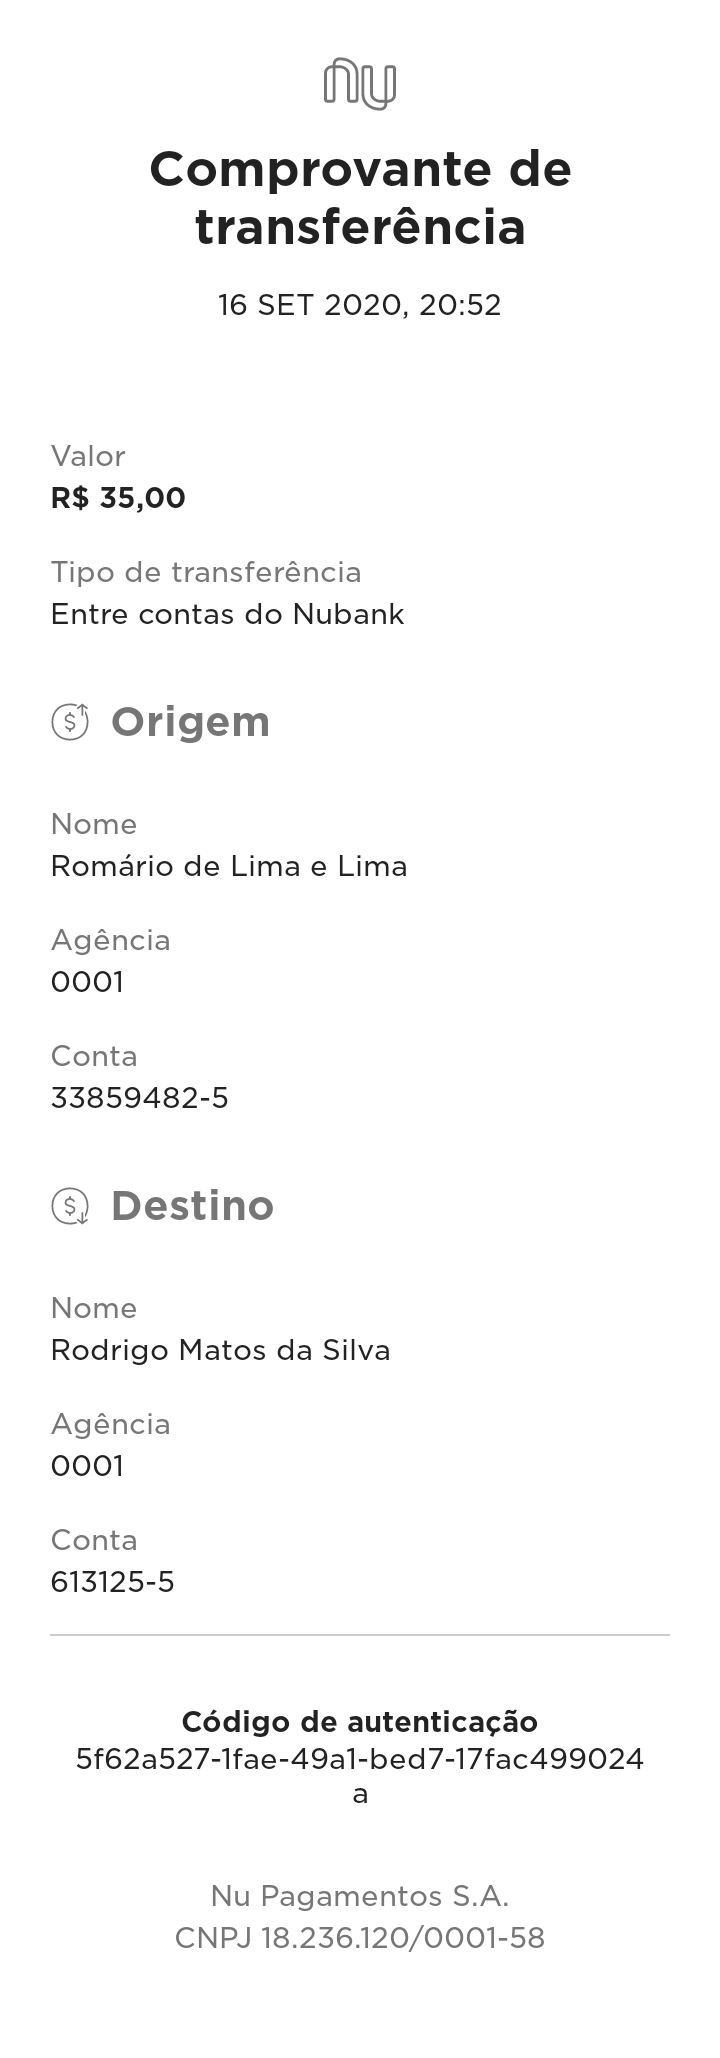 nu
Comprovante de
transferência
16 SET 2020, 20:52
Valor
R$ 35,00
Tipo de transferência
Entre contas do Nubank
Origem
Nome
Romário de Lima e Lima
Agência
0001
Conta
33859482-5
Destino
Nome
Rodrigo Matos da Silva
Agência
0001
Conta
613125-5
Código de autenticação
5f62a527-1fae-49a1-bed7-17fac499024
a
Nu Pagamentos S.A.
CNPJ 18.236.120/0001-58